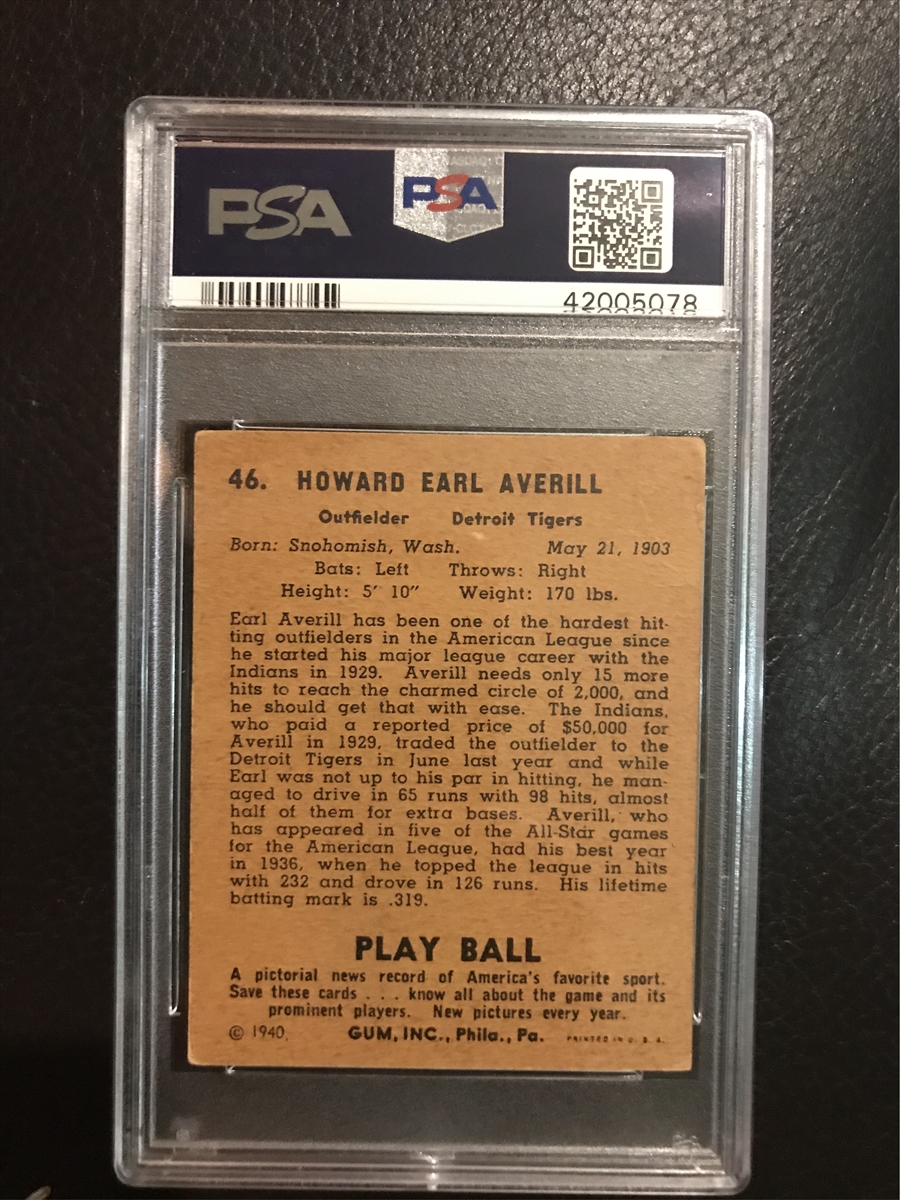 PSA
PSA
42005078
46. HOWARD EARL AVERILL
Outfielder Detroit Tigers
Born: Snohomish, Wash. May 21, 1903
Bats: Left Throws: Right
Height: 5' 10" Weight: 170 lbs.
Earl Averill has been one of the hardest hit-
ting outfielders in the American League since
he started his major league career with the
Indians in 1929. Averill needs only 15 more
hits to reach the charmed circle of 2,000, and
he should get that with ease. The Indians,
who paid a reported price of $50,000 for
Averill in 1929, traded the outfielder to the
Detroit Tigers in June last year and while
Earl was not up to his par in hitting, he man-
aged to drive in 65 runs with 98 hits, almost
half of them for extra bases. Averill, who
has appeared in five of the All-Star games
for the American League, had his best year
in 1936, when he topped the league in hits
with 232 and drove in 126 runs. His lifetime
batting mark is .319.
PLAY BALL
A pictorial news record of America's favorite sport.
Save these cards . . . know all about the game and its
prominent players. New pictures every year.
© 1940. GUM, INC., Phila., Pa. PRINTED IN U. S. A.